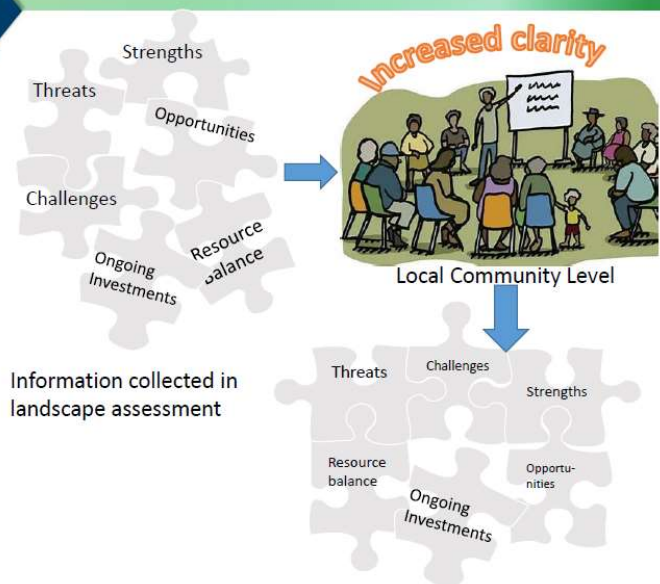 Strengths
Threats
Opportunities
Challenges
Resource
balance
Ongoing
Investments
Information collected in
landscape assessment
Increased clarity
Local Community Level
Threats
Challenges
Strengths
Resource
balance
Opportu-
nities
Ongoing
Investments